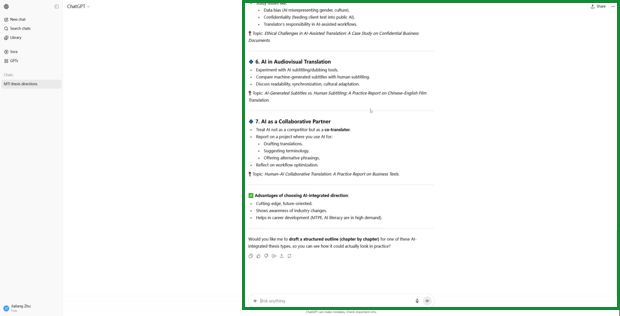 ChatGPT
Share
New chat
Search chats
Library
Sora
GPTs
Chats
MTI thesis directions
Data bias (AI misrepresenting gender, culture).
Confidentiality (feeding client text into public AI).
Translator's responsibility in AI-assisted workflows.
Topic: Ethical Challenges in AI-Assisted Translation: A Case Study on Confidential Business
Documents.
6. AI in Audiovisual Translation
Experiment with AI subtitling/dubbing tools.
Compare machine-generated subtitles with human subtitling.
Discuss readability, synchronization, cultural adaptation.
Topic: AI-Generated Subtitles vs. Human Subtitling: A Practice Report on Chinese-English Film
Translation.
7. AI as a Collaborative Partner
Treat AI not as a competitor but as a co-translator.
Report on a project where you use AI for:
Drafting translations.
Suggesting terminology.
Offering alternative phrasings.
Reflect on workflow optimization.
Topic: Human–AI Collaborative Translation: A Practice Report on Business Texts.
Advantages of choosing AI-integrated direction:
Cutting-edge, future-oriented.
Shows awareness of industry changes.
Helps in career development (MTPE, AI literacy are in high demand).
Would you like me to draft a structured outline (chapter by chapter) for one of these AI-
integrated thesis types, so you can see how it could actually look in practice?
Ask anything
ChatGPT can make mistakes. Check important info.
Jialiang Zhu